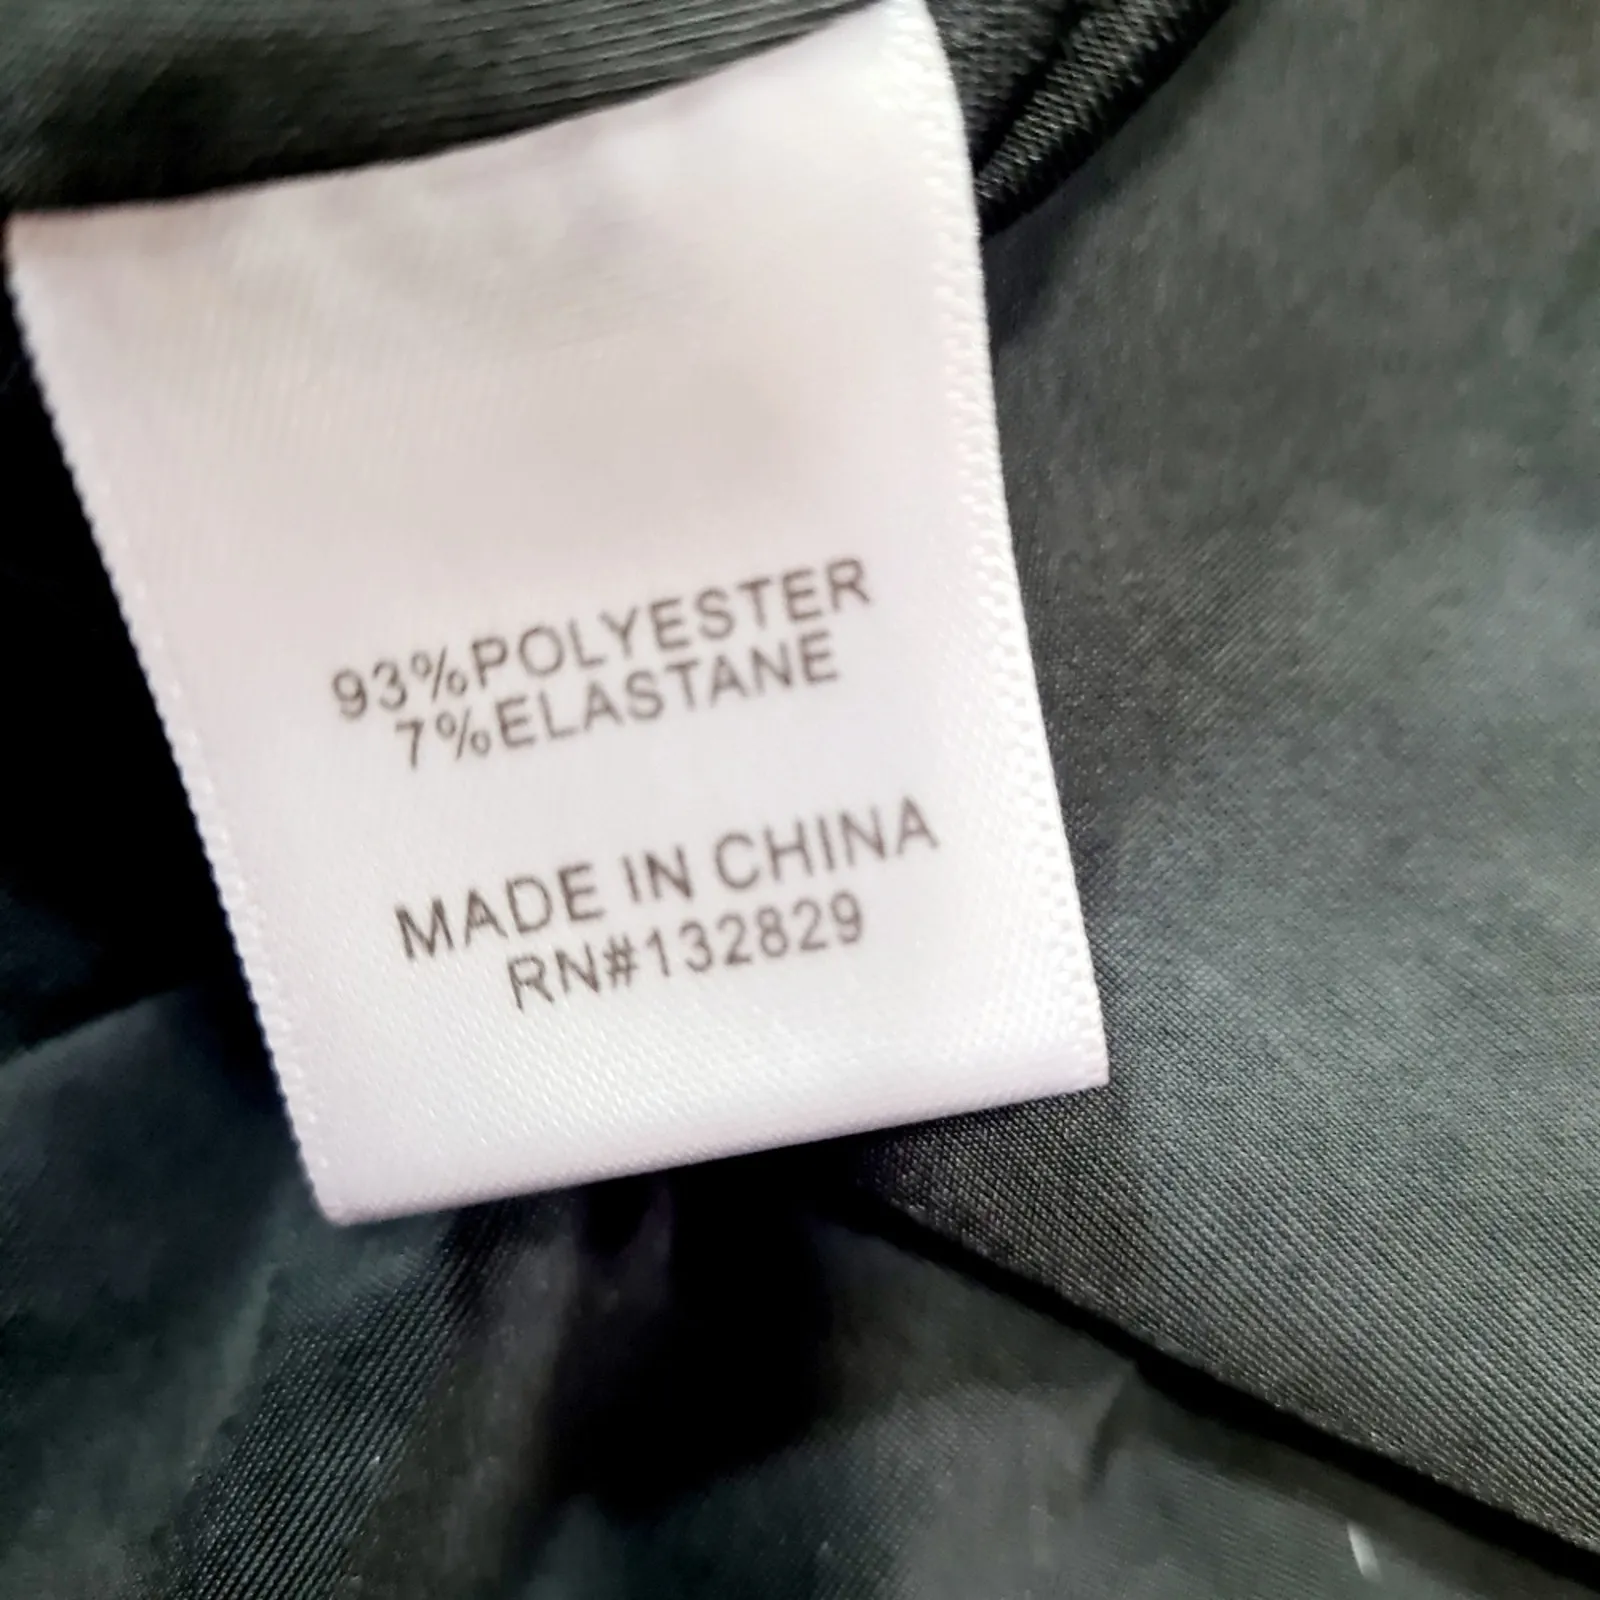 93%POLYESTER
7%ELASTANE
MADE IN CHINA
RN#132829